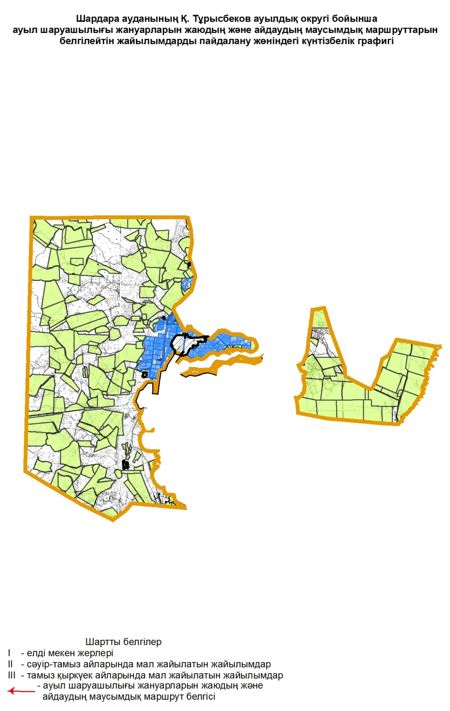 Шардара ауданының Қ. Тұрысбеков ауылдық округі бойынша
ауыл шаруашылығы жануарларын жаюдың және айдаудың маусымдық маршруттарын
белгілейтін жайылымдарды пайдалану жөніндегі күнтізбелік графигі
Шартты белгілер
I - елді мекен жерлері
II - сәуір-тамыз айларында мал жайылатын жайылымдар
III - тамыз қыркүек айларында мал жайылатын жайылымдар
- ауыл шаруашылығы жануарларын жаюдың және
айдаудың маусымдық маршрут белгісі